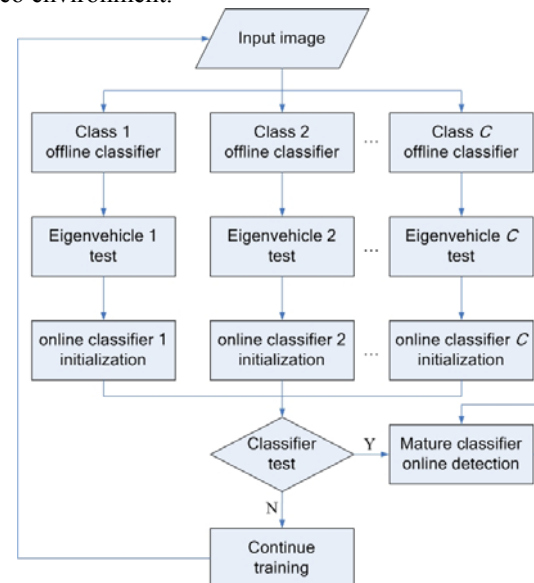 eo environment.
Input image
Class 1
offline classifier
Class 2
offline classifier
...
Class C
offline classifier
Eigenvehicle 1
test
Eigenvehicle 2
test
...
Eigenvehicle C
test
online classifier 1
initialization
online classifier 2
initialization
...
online classifier C
initialization
Classifier
test
Y
Mature classifier
online detection
N
Continue
training